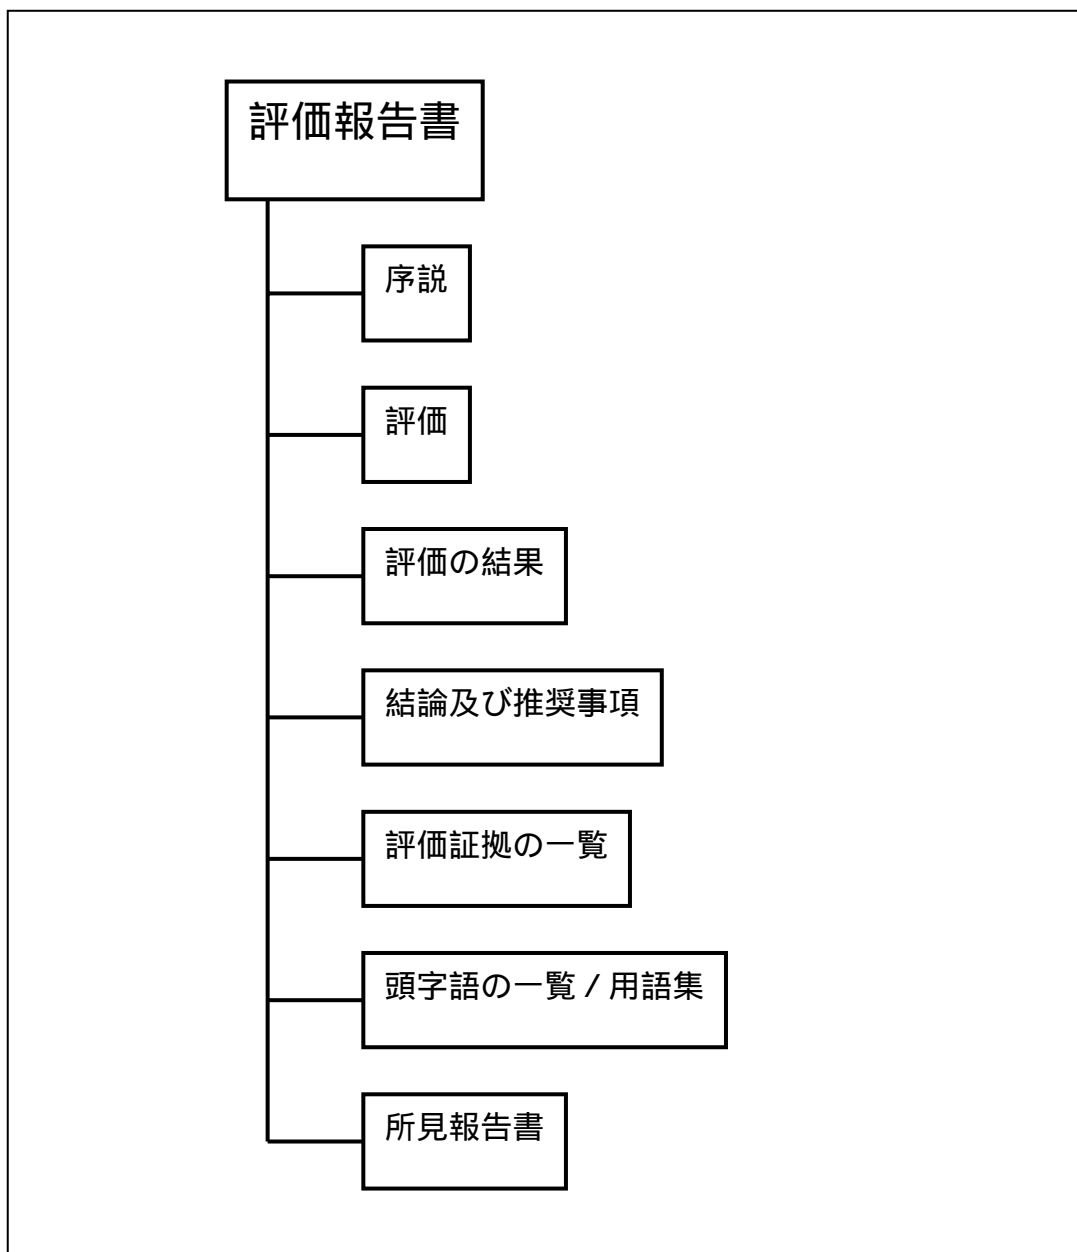 評価報告書
序説
評価
評価の結果
結論及び推奨事項
評価証拠の一覧
頭字語の一覧 / 用語集
所見報告書